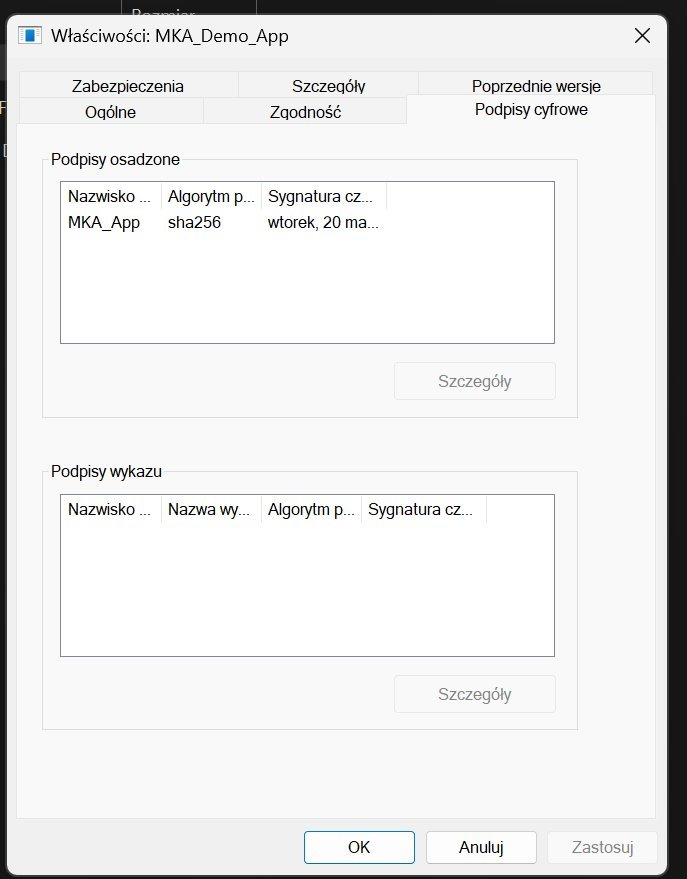 Rozmiar
Właściwości: MKA_Demo_App
Zabezpieczenia Szczegóły Poprzednie wersje
Ogólne Zgodność Podpisy cyfrowe
Podpisy osadzone
Nazwisko ... Algorytm p... Sygnatura cz...
MKA_App sha256 wtorek, 20 ma...
Szczegóły
Podpisy wykazu
Nazwisko ... Nazwa wy... Algorytm p... Sygnatura cz...
Szczegóły
OK Anuluj Zastosuj